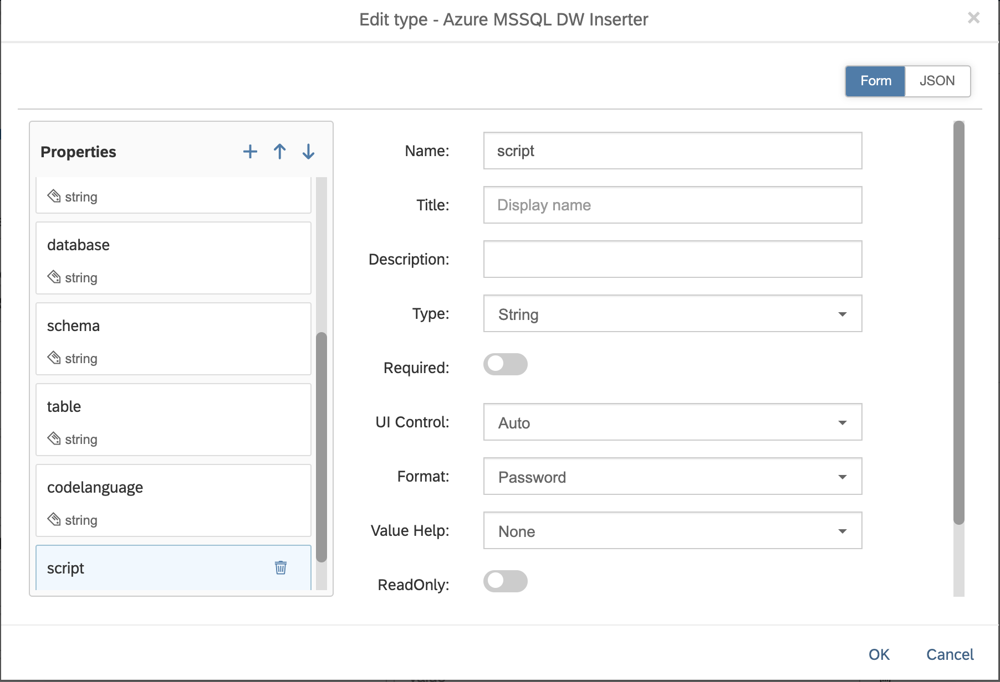 Edit type - Azure MSSQL DW Inserter
Form JSON
Properties
string
database
string
schema
string
table
string
codelanguage
string
script
Name: script
Title: Display name
Description:
Type: String
Required:
UI Control: Auto
Format: Password
Value Help: None
ReadOnly:
OK Cancel